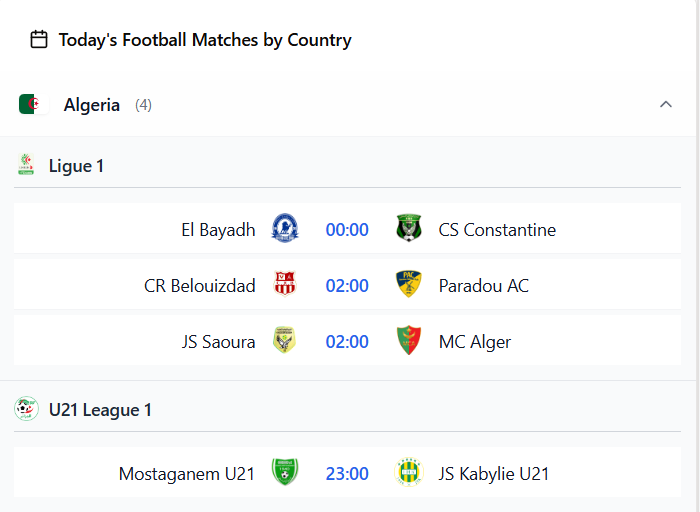 Today's Football Matches by Country
Algeria (4)
Ligue 1
El Bayadh 00:00 CS Constantine
CR Belouizdad 02:00 Paradou AC
JS Saoura 02:00 MC Alger
U21 League 1
Mostaganem U21 23:00 JS Kabylie U21